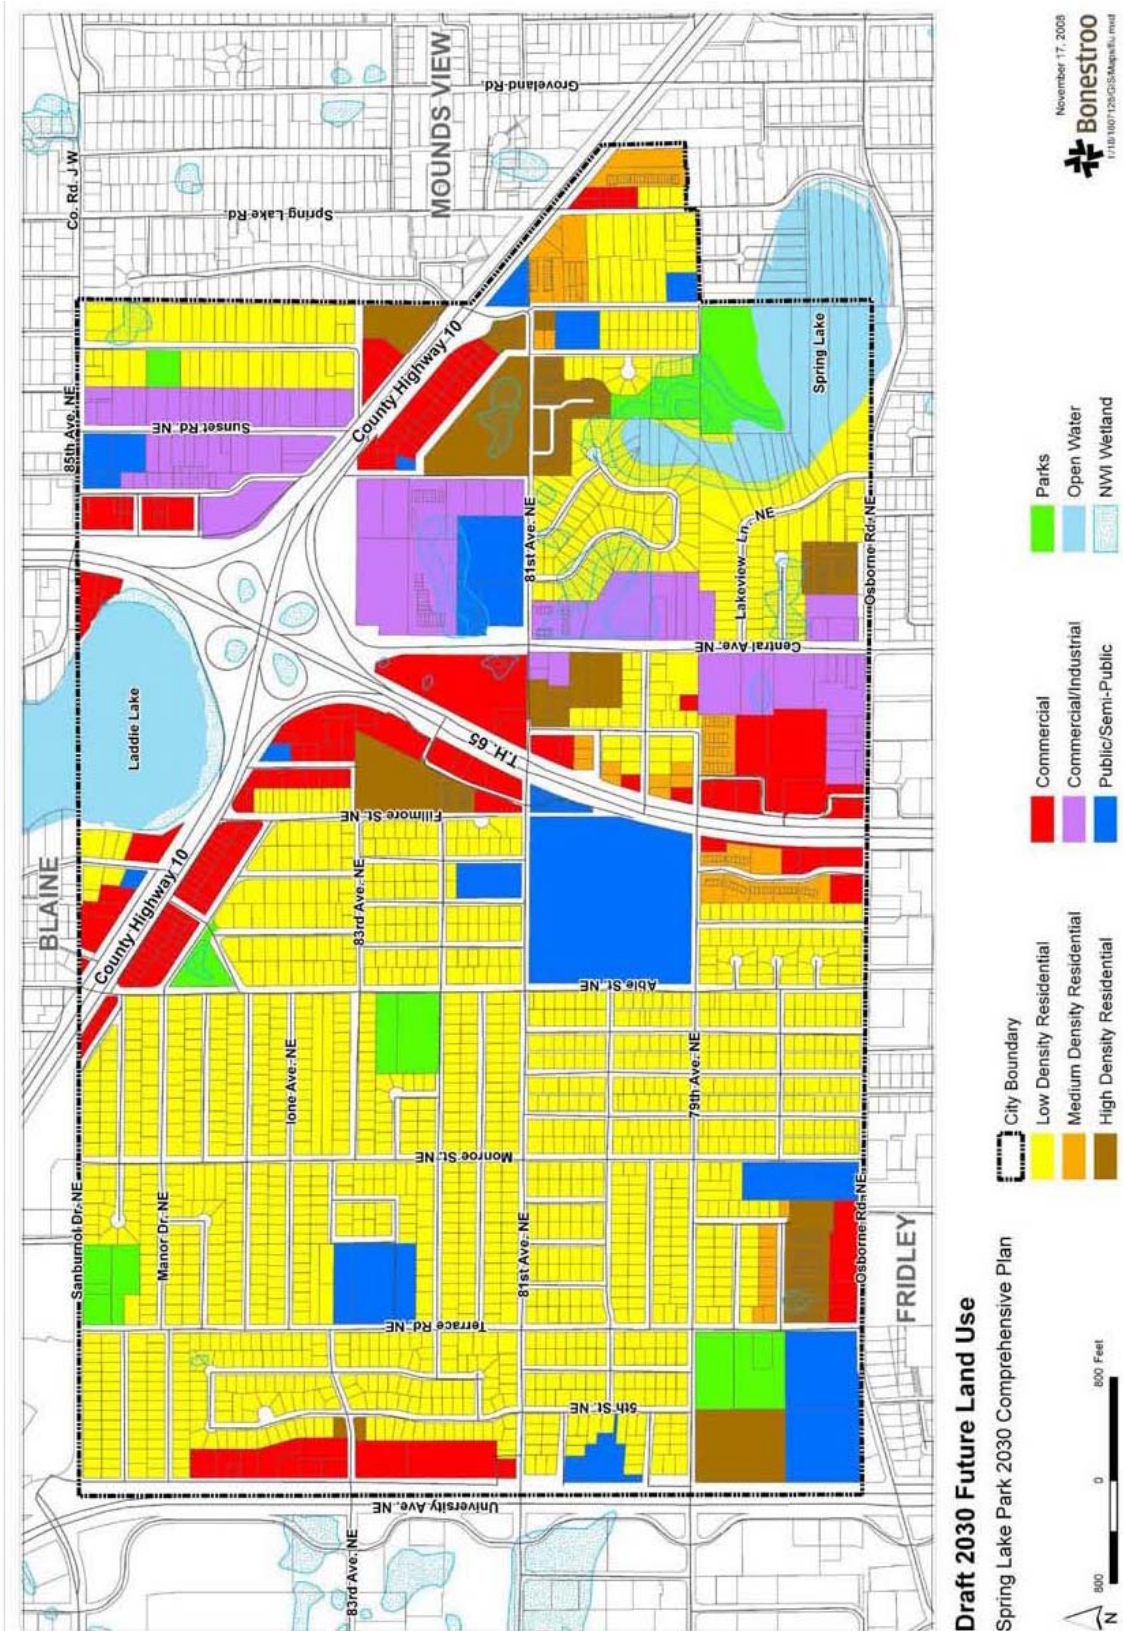 Co. Rd. J W
MOUNDS VIEW
Groveland Rd.
Spring Lake Rd.
85th Ave. NE
Sunset Rd. NE
County Highway 10
81st Ave. NE
Spring Lake
Lakeview Ln. NE
Osborne Rd. NE
Central Ave. NE
Laddie Lake
T.H. 65
BLAINE
County Highway 10
Fillmore St. NE
83rd Ave. NE
Able St. NE
Ione Ave. NE
79th Ave. NE
Monroe St. NE
Sanburnol Dr. NE
Manor Dr. NE
81st Ave. NE
Osborne Rd. NE
FRIDLEY
Terrace Rd. NE
5th St. NE
University Ave. NE
83rd Ave. NE
Draft 2030 Future Land Use
Spring Lake Park 2030 Comprehensive Plan
N
800 0 800 Feet
City Boundary
Low Density Residential
Medium Density Residential
High Density Residential
Commercial
Commercial/Industrial
Public/Semi-Public
Parks
Open Water
NWI Wetland
November 17, 2008
Bonestroo